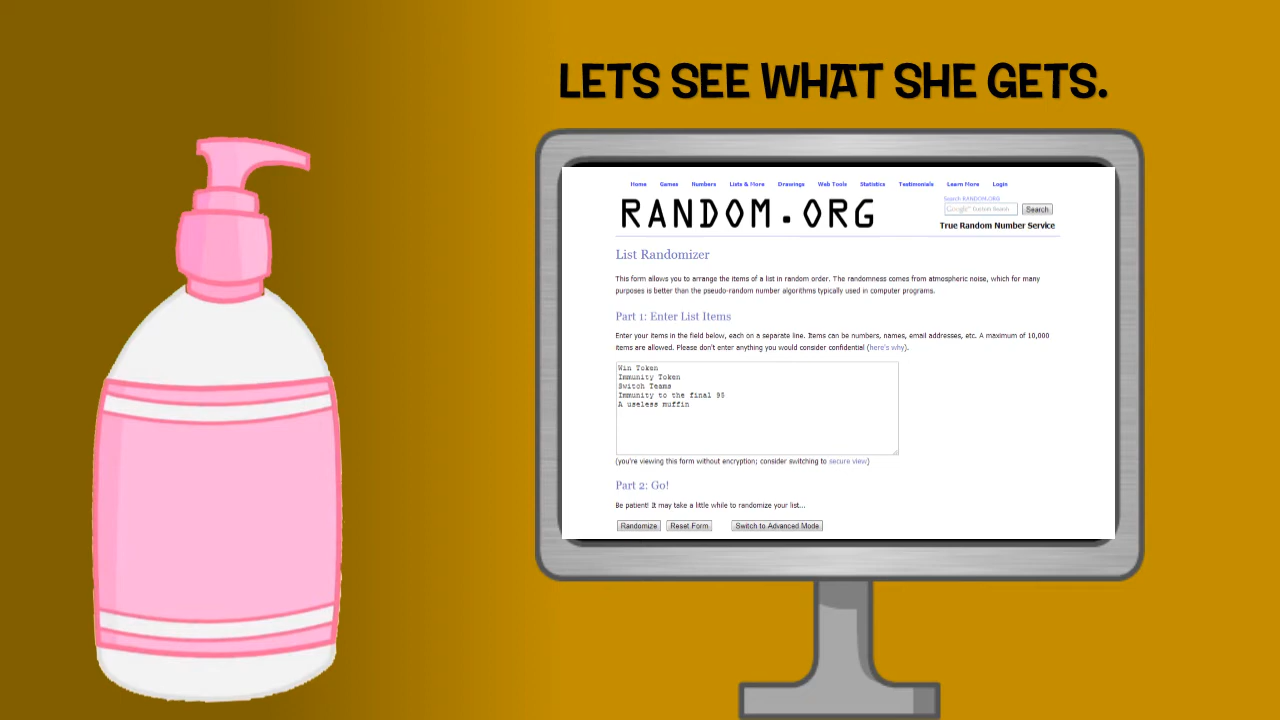 LETS SEE WHAT SHE GETS.
Home Games Numbers Lists & More Drawings Web Tools Statistics Testimonials Learn More Login
Search RANDOM.ORG
RANDOM.ORG
Google™ Custom Search Search
True Random Number Service
List Randomizer
This form allows you to arrange the items of a list in random order. The randomness comes from atmospheric noise, which for many
purposes is better than the pseudo-random number algorithms typically used in computer programs.
Part 1: Enter List Items
Enter your items in the field below, each on a separate line. Items can be numbers, names, email addresses, etc. A maximum of 10,000
items are allowed. Please don't enter anything you would consider confidential (here's why).
Win Token
Immunity Token
Switch Teams
Immunity to the final 95
A useless muffin
(you're viewing this form without encryption; consider switching to secure view)
Part 2: Go!
Be patient! It may take a little while to randomize your list...
Randomize Reset Form Switch to Advanced Mode